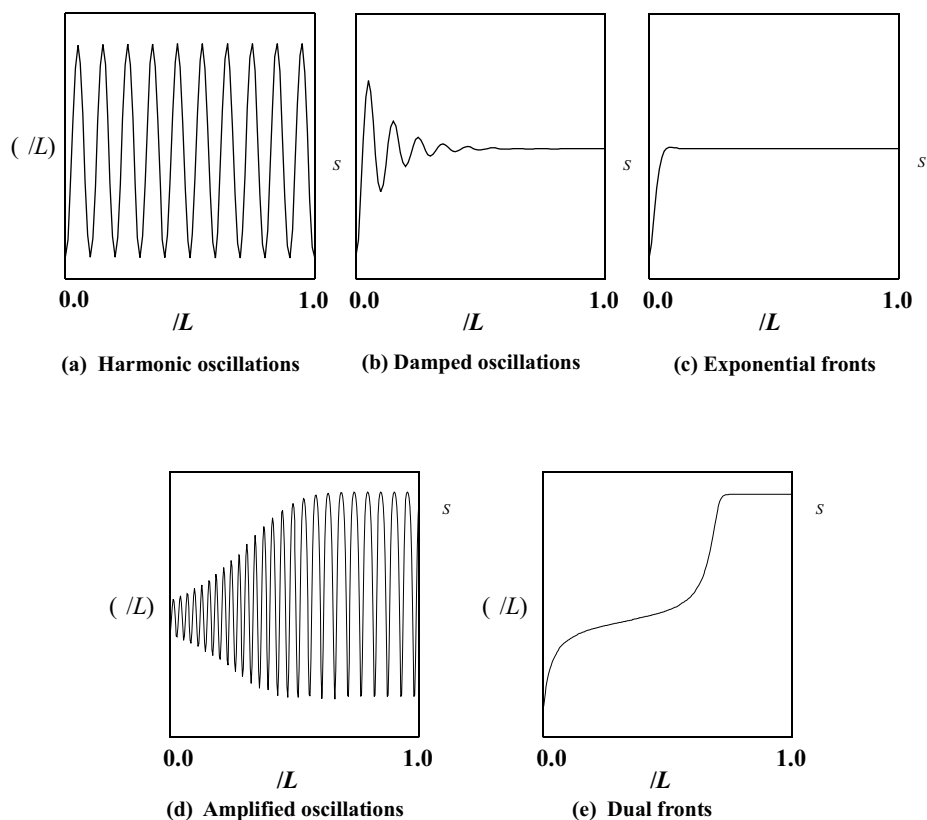 ( /L)
s
s
s
0.0 1.0
0.0 1.0
0.0 1.0
/L
/L
/L
(a) Harmonic oscillations
(b) Damped oscillations
(c) Exponential fronts
( /L)
s
( /L)
s
0.0 1.0
0.0 1.0
/L
/L
(d) Amplified oscillations
(e) Dual fronts